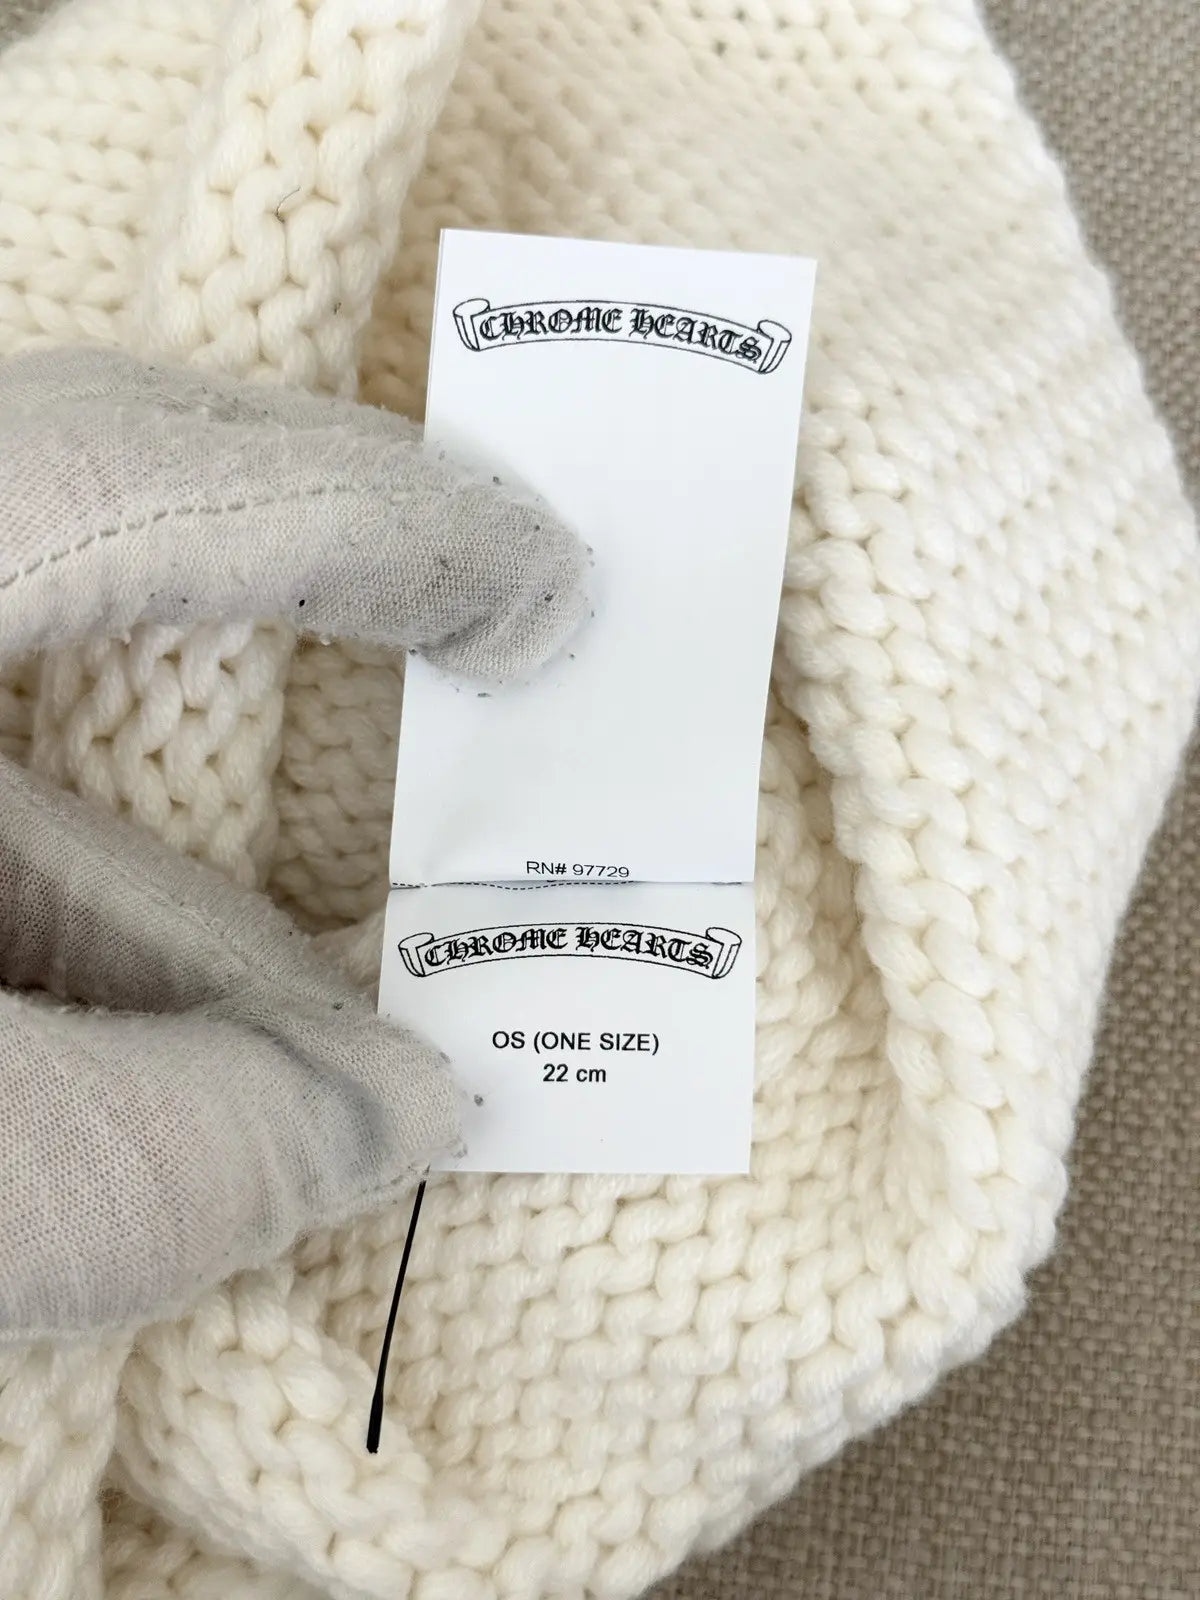 CHROME HEARTS
RN# 97729
CHROME HEARTS
OS (ONE SIZE)
22 cm